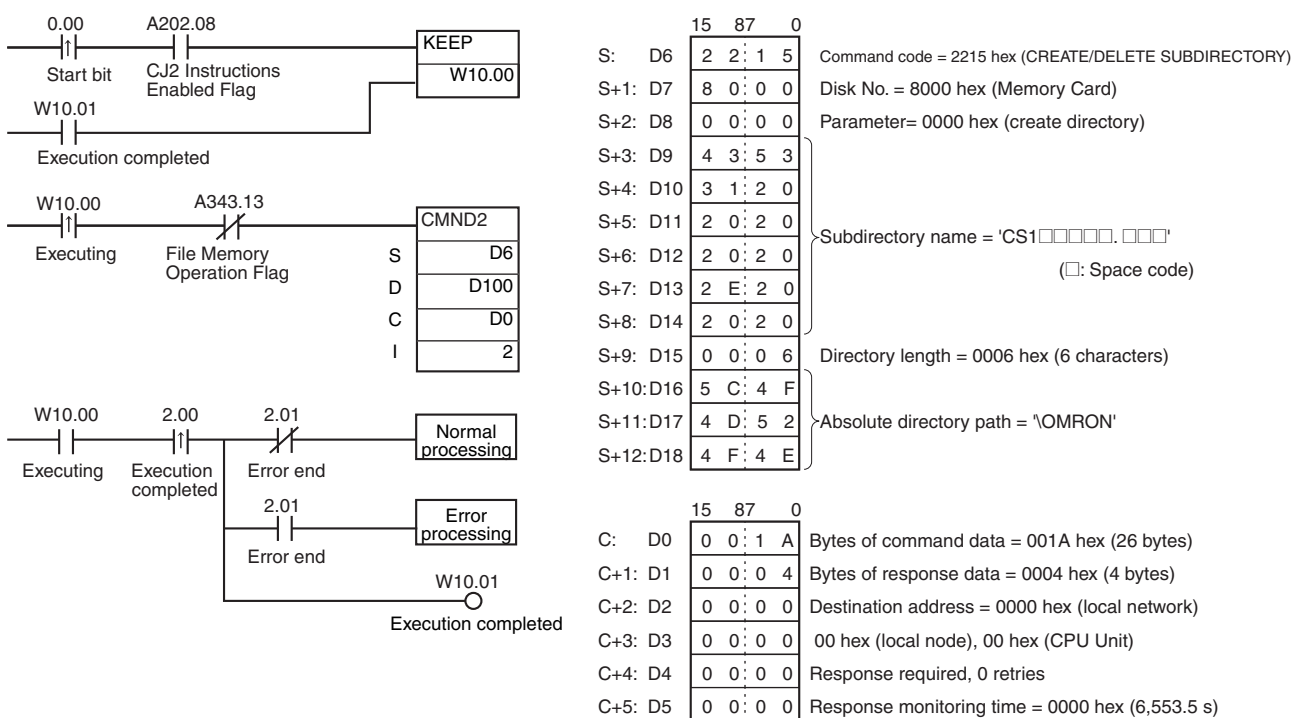 0.00 A202.08
↑
KEEP
W10.00
Start bit CJ2 Instructions
Enabled Flag
W10.01
Execution completed
W10.00 A343.13
↑
CMND2
Executing File Memory
Operation Flag
S D6
D D100
C D0
I 2
W10.00 2.00 2.01
↑
Normal
processing
Executing Execution
completed
Error end
2.01
Error
processing
Error end
W10.01
Execution completed
15 87 0
S: D6 2 2 1 5 Command code = 2215 hex (CREATE/DELETE SUBDIRECTORY)
S+1: D7 8 0 0 0 Disk No. = 8000 hex (Memory Card)
S+2: D8 0 0 0 0 Parameter= 0000 hex (create directory)
S+3: D9 4 3 5 3
S+4: D10 3 1 2 0
S+5: D11 2 0 2 0
Subdirectory name = 'CS1□□□□□. □□□'
S+6: D12 2 0 2 0
(□: Space code)
S+7: D13 2 E 2 0
S+8: D14 2 0 2 0
S+9: D15 0 0 0 6 Directory length = 0006 hex (6 characters)
S+10: D16 5 C 4 F
S+11: D17 4 D 5 2 Absolute directory path = '\OMRON'
S+12: D18 4 F 4 E
15 87 0
C: D0 0 0 1 A Bytes of command data = 001A hex (26 bytes)
C+1: D1 0 0 0 4 Bytes of response data = 0004 hex (4 bytes)
C+2: D2 0 0 0 0 Destination address = 0000 hex (local network)
C+3: D3 0 0 0 0 00 hex (local node), 00 hex (CPU Unit)
C+4: D4 0 0 0 0 Response required, 0 retries
C+5: D5 0 0 0 0 Response monitoring time = 0000 hex (6,553.5 s)